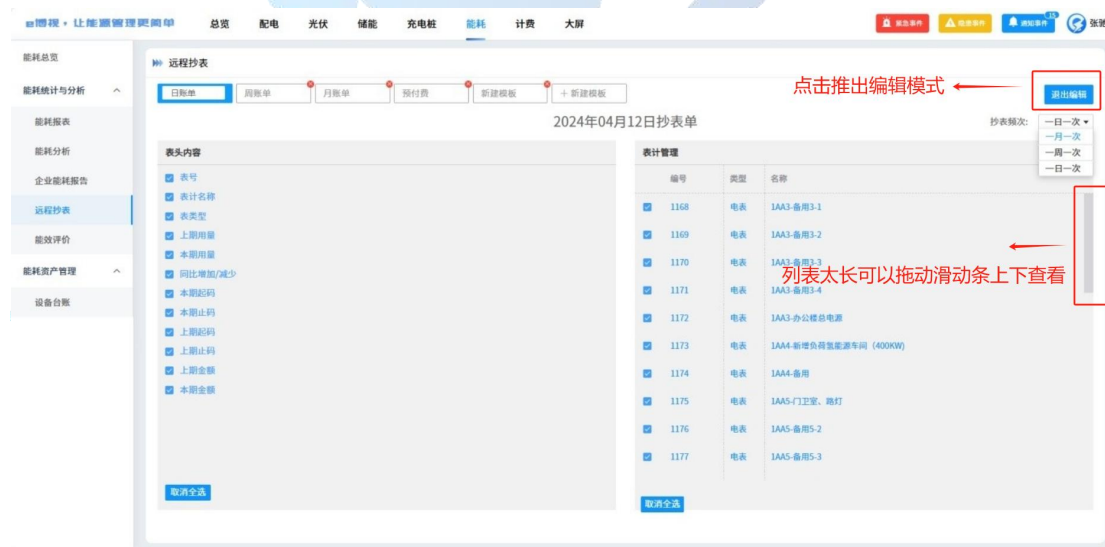 e博视·让能源管理更简单 总览 配电 光伏 储能 充电桩 能耗 计费 大屏 紧急事件 通知事件 15
能耗总览
能耗统计与分析
能耗报表
能耗分析
企业能耗报告
远程抄表
能效评价
能耗资产管理
设备台账
远程抄表
日账单 周账单 月账单 预付费 新建模板 + 新建模板
点击推出编辑模式
退出编辑
2024年04月12日抄表单
抄表频次: 一日一次
一月一次
一周一次
一日一次
表头内容
表号
表计名称
表类型
上期用量
本期用量
同比增加/减少
本期起码
本期止码
上期起码
上期止码
上期金额
本期金额
取消全选
表计管理
编号 类型 名称
1168 电表 1AA3-备用3-1
1169 电表 1AA3-备用3-2
1170 电表 1AA3-备用3-3
列表太长可以拖动滑动条上下查看
1171 电表 1AA3-备用3-4
1172 电表 1AA3-办公楼总电源
1173 电表 1AA4-新增负荷氢能源车间（400KW)
1174 电表 1AA4-备用
1175 电表 1AA5-门卫室、路灯
1176 电表 1AA5-备用5-2
1177 电表 1AA5-备用5-3
取消全选